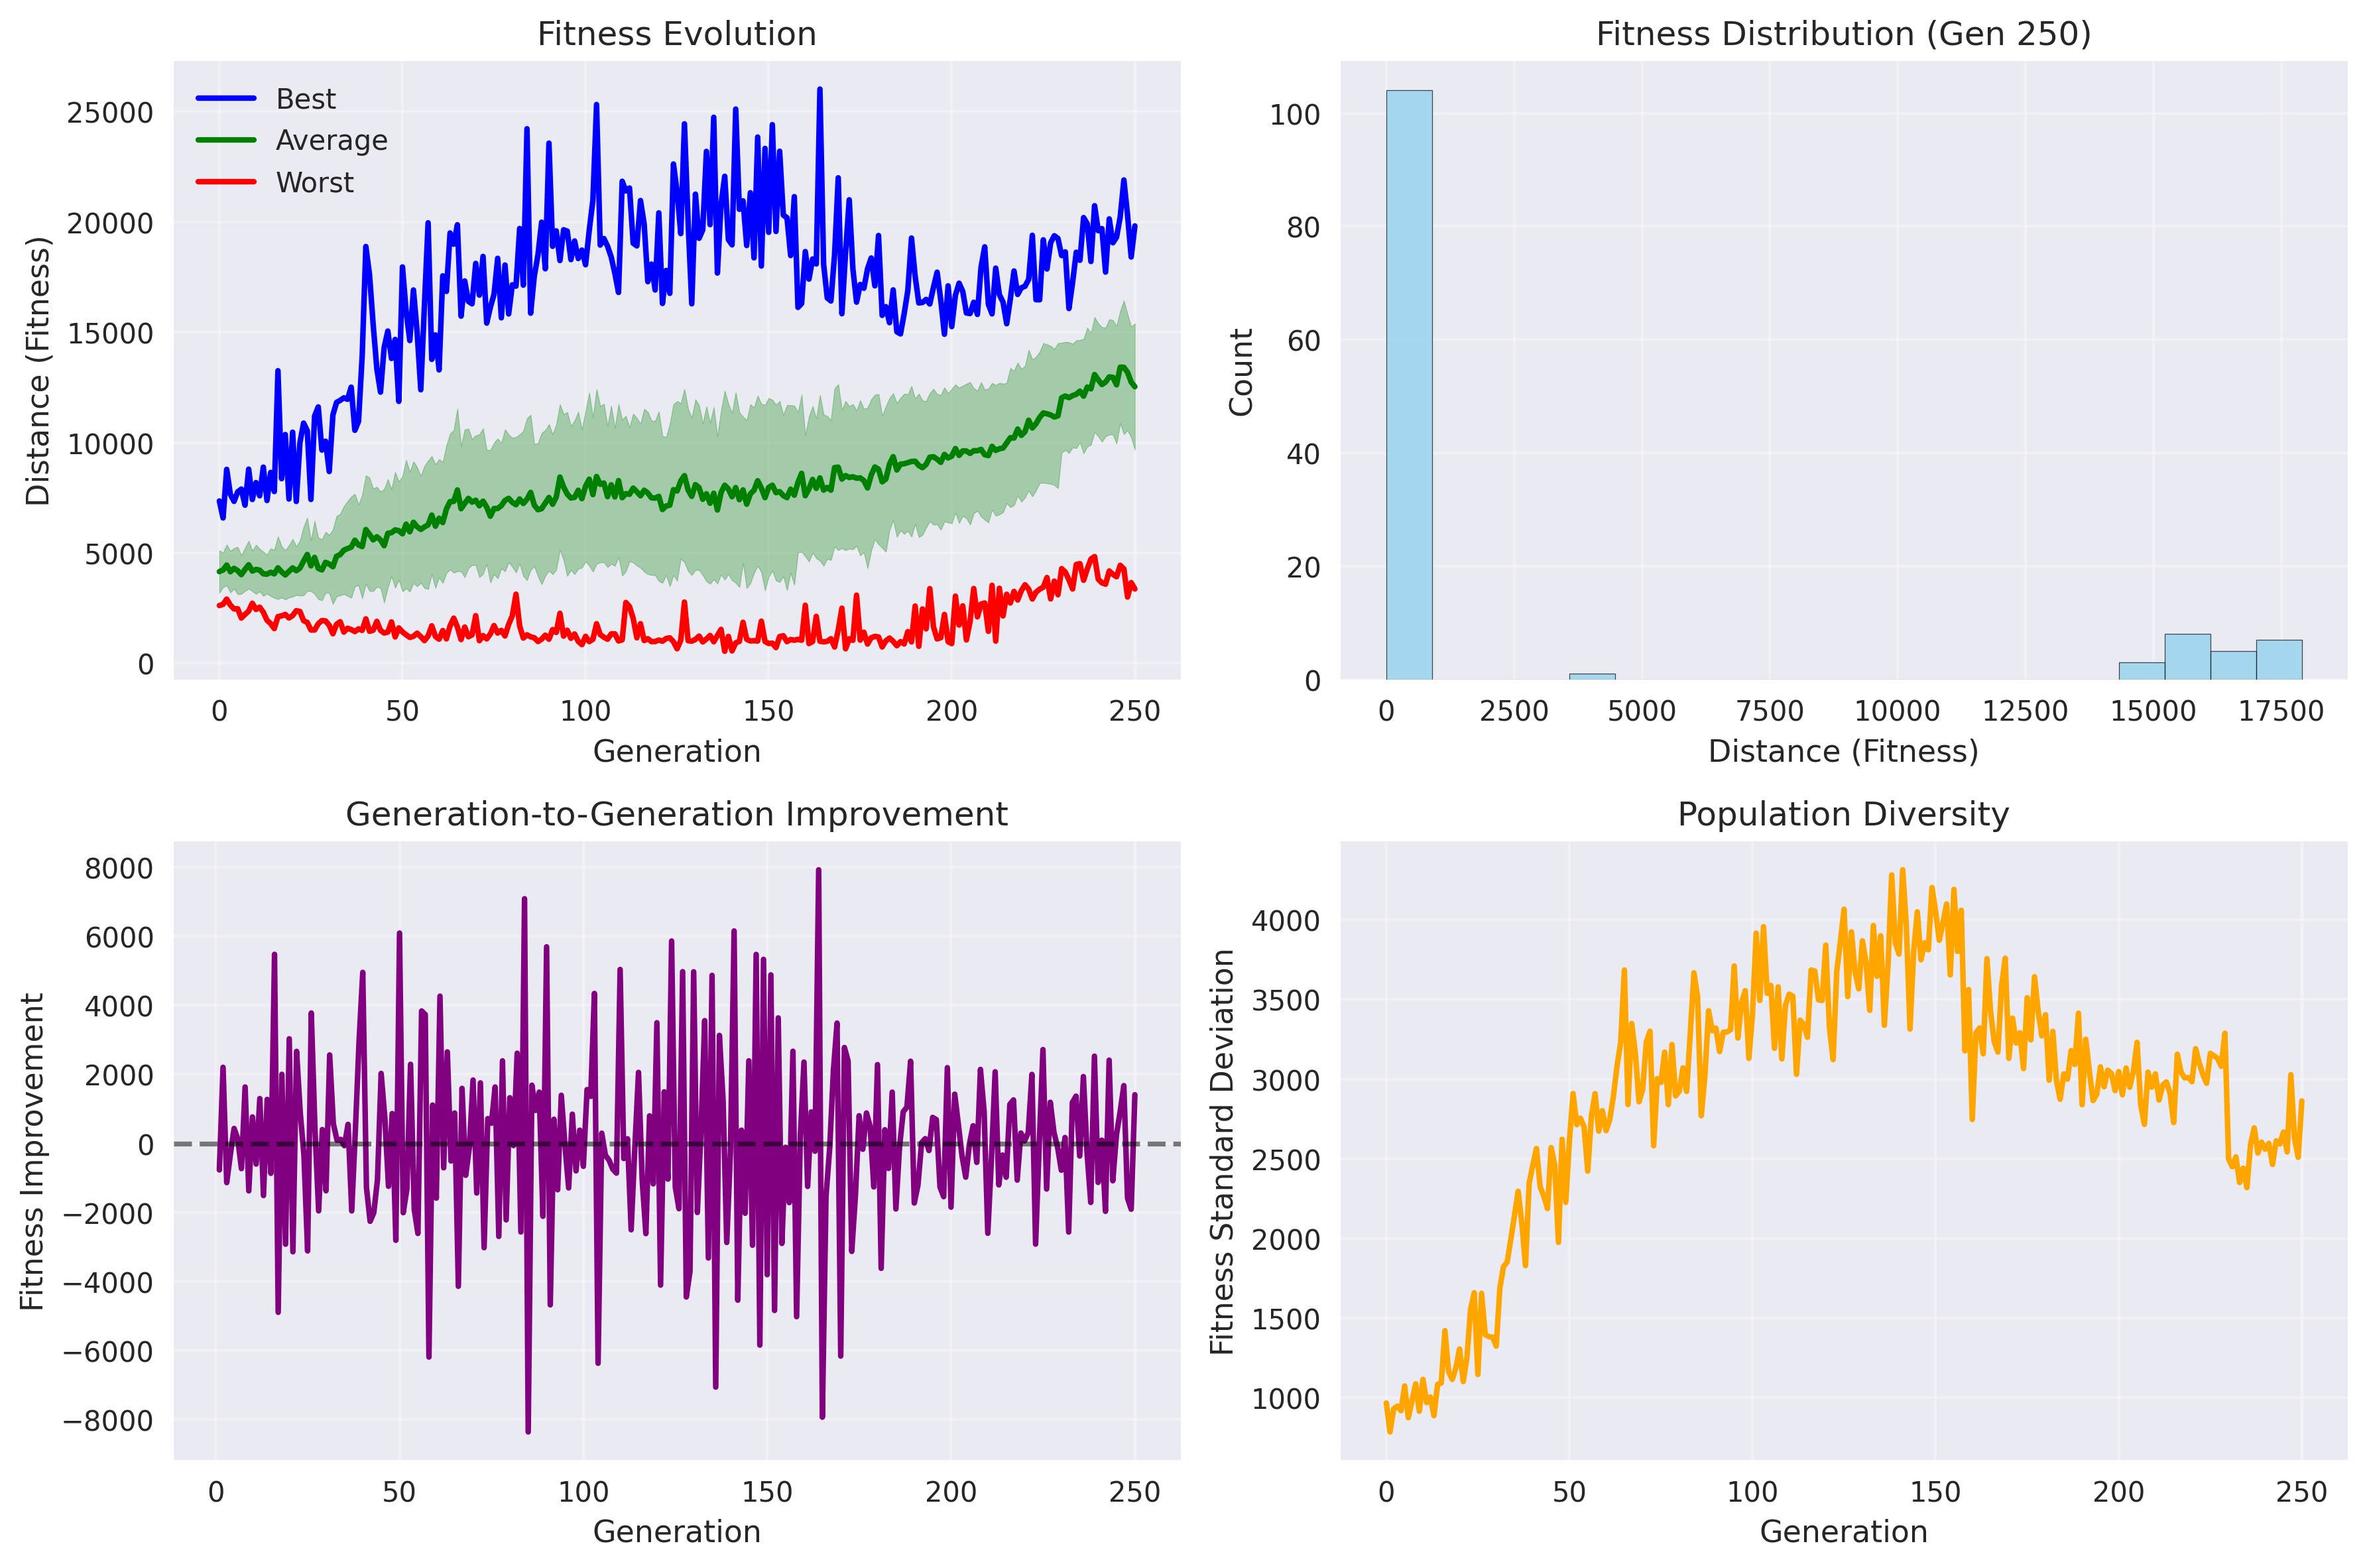 Fitness Evolution
Distance (Fitness)
25000
20000
15000
10000
5000
0
Best
Average
Worst
0 50 100 150 200 250
Generation
Fitness Distribution (Gen 250)
Count
100
80
60
40
20
0
0 2500 5000 7500 10000 12500 15000 17500
Distance (Fitness)
Generation-to-Generation Improvement
Fitness Improvement
8000
6000
4000
2000
0
−2000
−4000
−6000
−8000
0 50 100 150 200 250
Generation
Population Diversity
Fitness Standard Deviation
4000
3500
3000
2500
2000
1500
1000
0 50 100 150 200 250
Generation